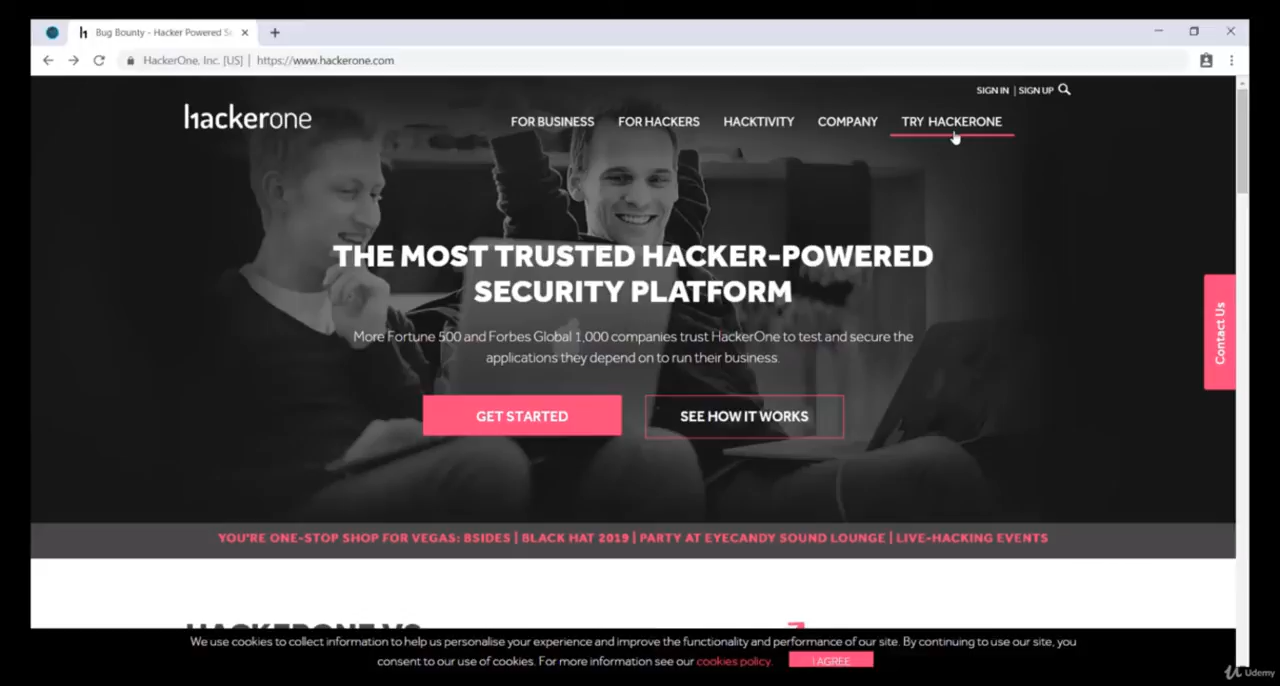 Bug Bounty - Hacker Powered S
HackerOne, Inc. [US] | https://www.hackerone.com
SIGN IN | SIGN UP
hackerone
FOR BUSINESS FOR HACKERS HACKTIVITY COMPANY TRY HACKERONE
THE MOST TRUSTED HACKER-POWERED
SECURITY PLATFORM
More Fortune 500 and Forbes Global 1,000 companies trust HackerOne to test and secure the
applications they depend on to run their business.
GET STARTED SEE HOW IT WORKS
Contact Us
YOU'RE ONE-STOP SHOP FOR VEGAS: BSIDES | BLACK HAT 2019 | PARTY AT EYECANDY SOUND LOUNGE | LIVE-HACKING EVENTS
HACKERONE VS
We use cookies to collect information to help us personalise your experience and improve the functionality and performance of our site. By continuing to use our site, you
consent to our use of cookies. For more information see our cookies policy. I AGREE
Udemy